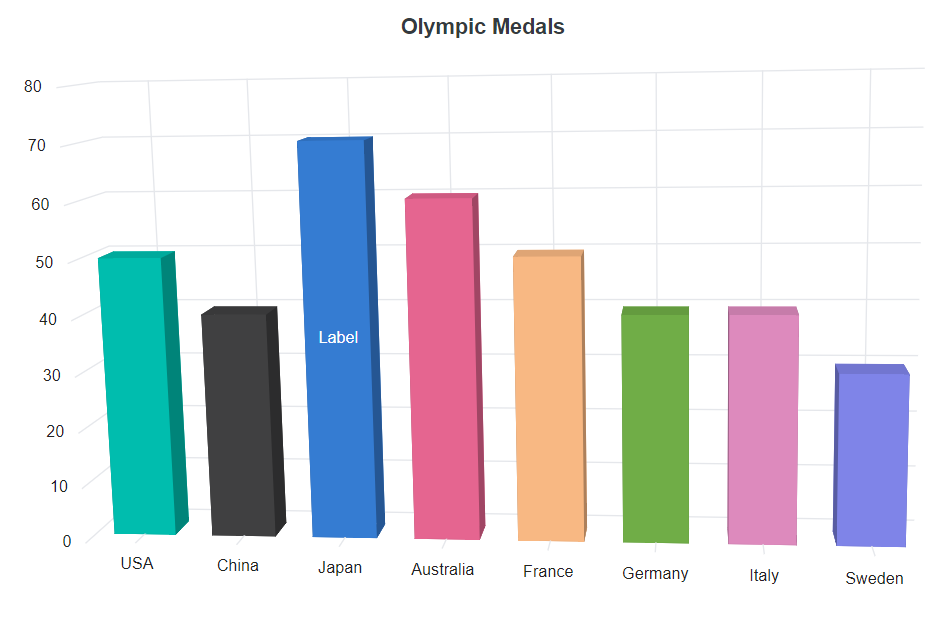 Olympic Medals
80
70
60
50
40
30
20
10
0
Label
USA
China
Japan
Australia
France
Germany
Italy
Sweden